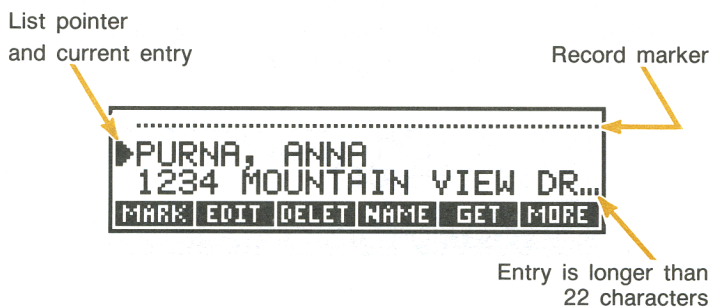 List pointer
and current entry
Record marker
PURNA, ANNA
1234 MOUNTAIN VIEW DR…
MARK EDIT DELET NAME GET MORE
Entry is longer than
22 characters